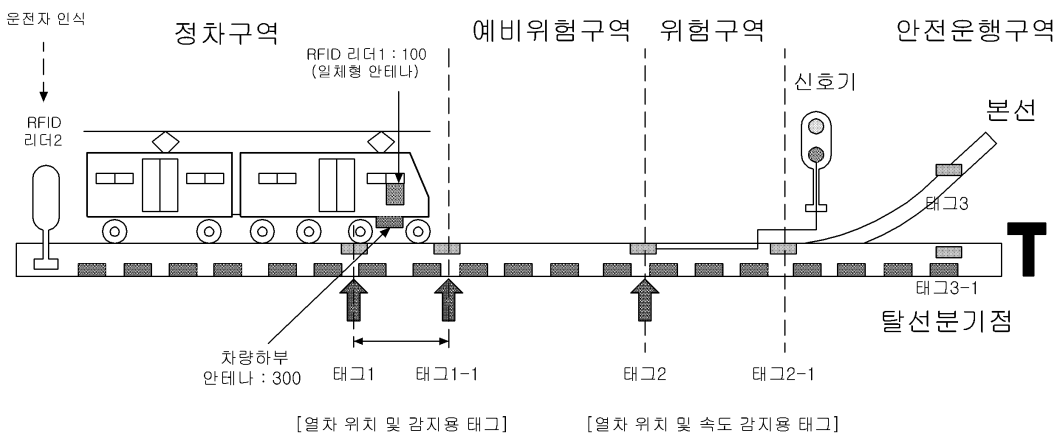 운전자 인식
정차구역
예비위험구역
위험구역
안전운행구역
RFID 리더1 : 100
(일체형 안테나)
신호기
본선
RFID
리더2
태그3
T
태그3-1
탈선분기점
차량하부
안테나 : 300
태그1
태그1-1
태그2
태그2-1
[열차 위치 및 감지용 태그]
[열차 위치 및 속도 감지용 태그]